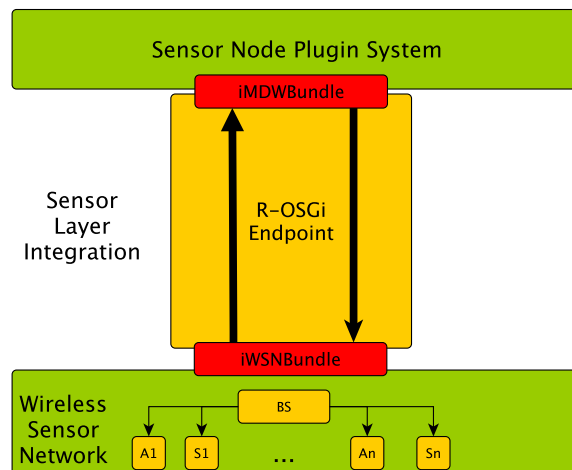 Sensor Node Plugin System
iMDWBundle
Sensor
Layer
Integration
R-OSGi
Endpoint
iWSNBundle
Wireless
Sensor
Network
BS
A1 S1 ... An Sn